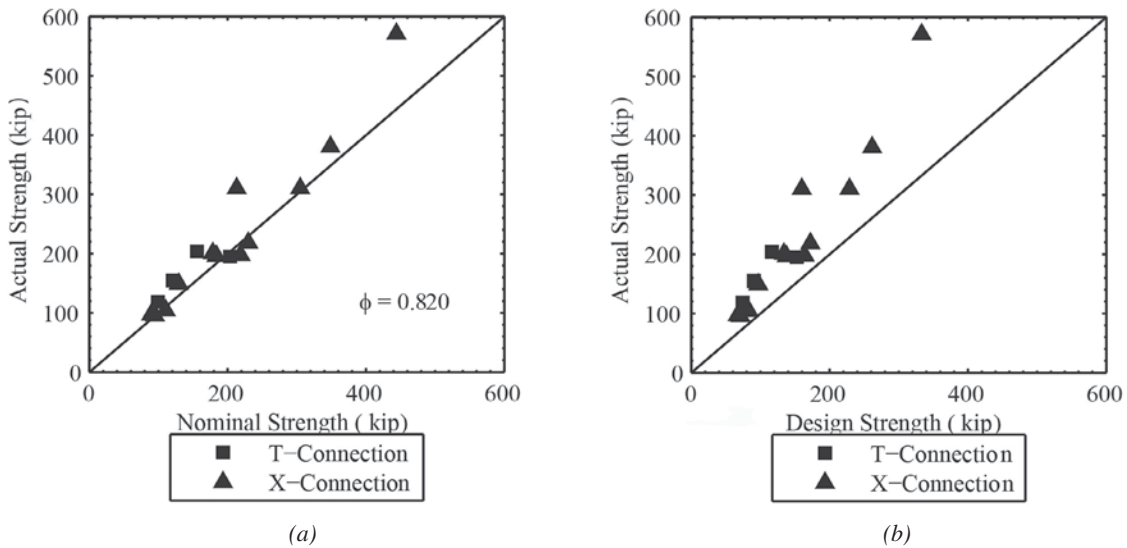 600
500
400
300
200
100
0
Actual Strength (kip)
ϕ = 0.820
0 200 400 600
Nominal Strength ( kip)
T−Connection
X−Connection
(a)
600
500
400
300
200
100
0
Actual Strength (kip)
0 200 400 600
Design Strength ( kip)
T−Connection
X−Connection
(b)